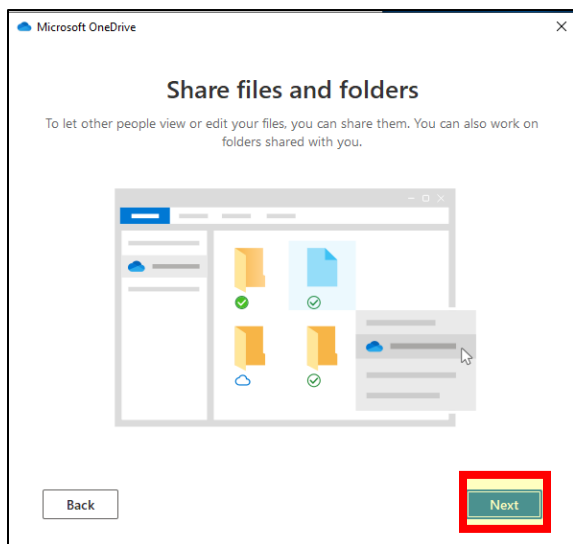 Microsoft OneDrive
Share files and folders
To let other people view or edit your files, you can share them. You can also work on
folders shared with you.
Back
Next